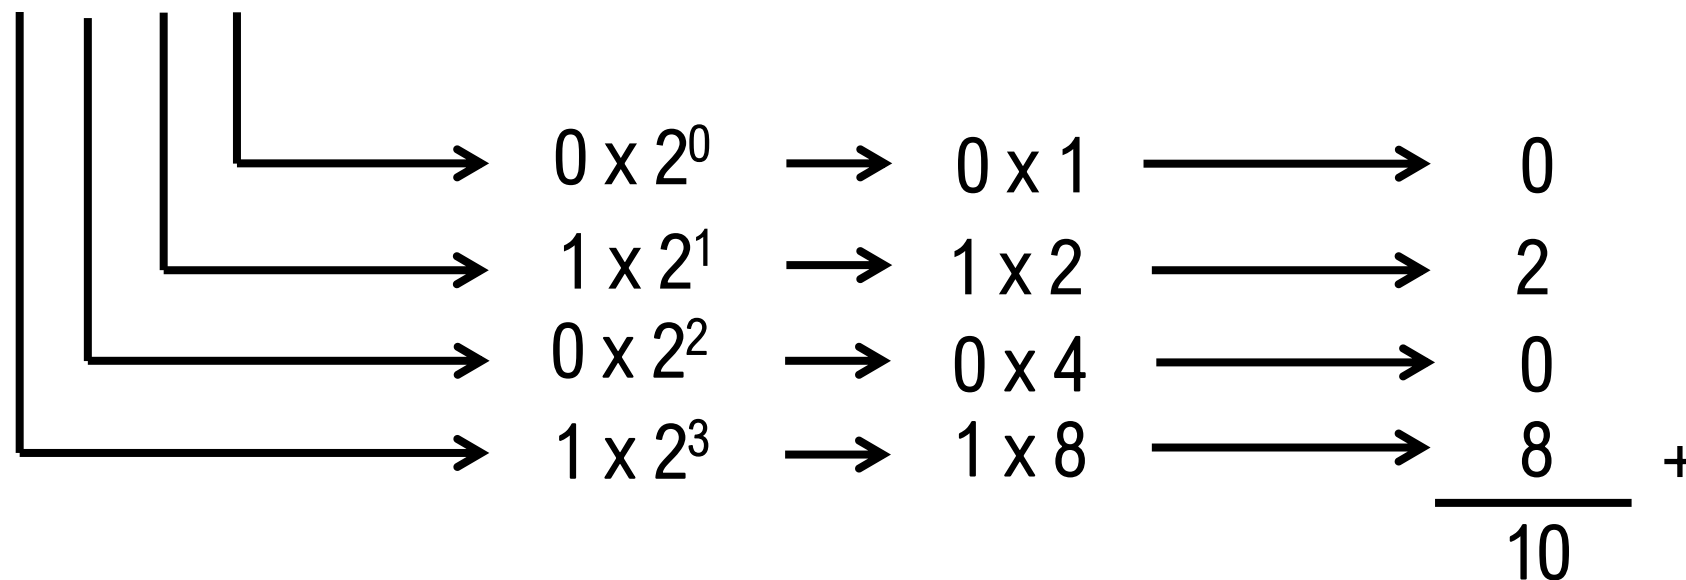 0 x 2⁰ 0 x 1 0
1 x 2¹ 1 x 2 2
0 x 2² 0 x 4 0
1 x 2³ 1 x 8 8 +
10